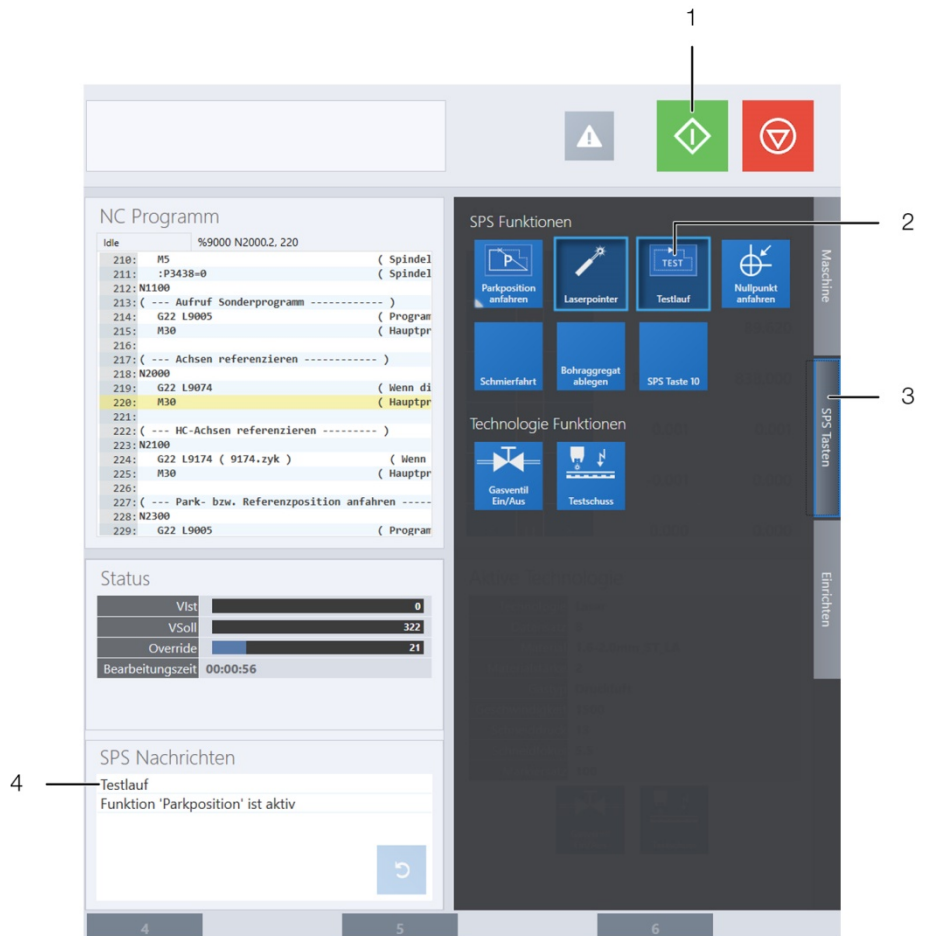 1
2
3
4
NC Programm
Idle %9000 N2000.2, 220
210: M5 ( Spindel
211: :P3438=0 ( Spindel
212: N1100
213: ( --- Aufruf Sonderprogramm ------------ )
214: G22 L9005 ( Program
215: M30 ( Hauptpr
216:
217: ( --- Achsen referenzieren ----------- )
218: N2000
219: G22 L9074 ( Wenn di
220: M30 ( Hauptpr
221:
222: ( --- HC-Achsen referenzieren --------- )
223: N2100
224: G22 L9174 ( 9174.zyk ) ( Wenn
225: M30 ( Hauptpr
226:
227: ( --- Park- bzw. Referenzposition anfahren -----
228: N2300
229: G22 L9005 ( Program
Status
VIst 0
VSoll 322
Override 21
Bearbeitungszeit 00:00:56
SPS Nachrichten
Testlauf
Funktion 'Parkposition' ist aktiv
SPS Funktionen
P
TEST
Parkposition
anfahren
Laserpointer
Testlauf
Nullpunkt
anfahren
Schmierfahrt
Bohraggregat
ablegen
SPS Taste 10
Technologie Funktionen
Gasventil
Ein/Aus
Testschuss
Maschine
SPS Tasten
Einrichten
4
5
6